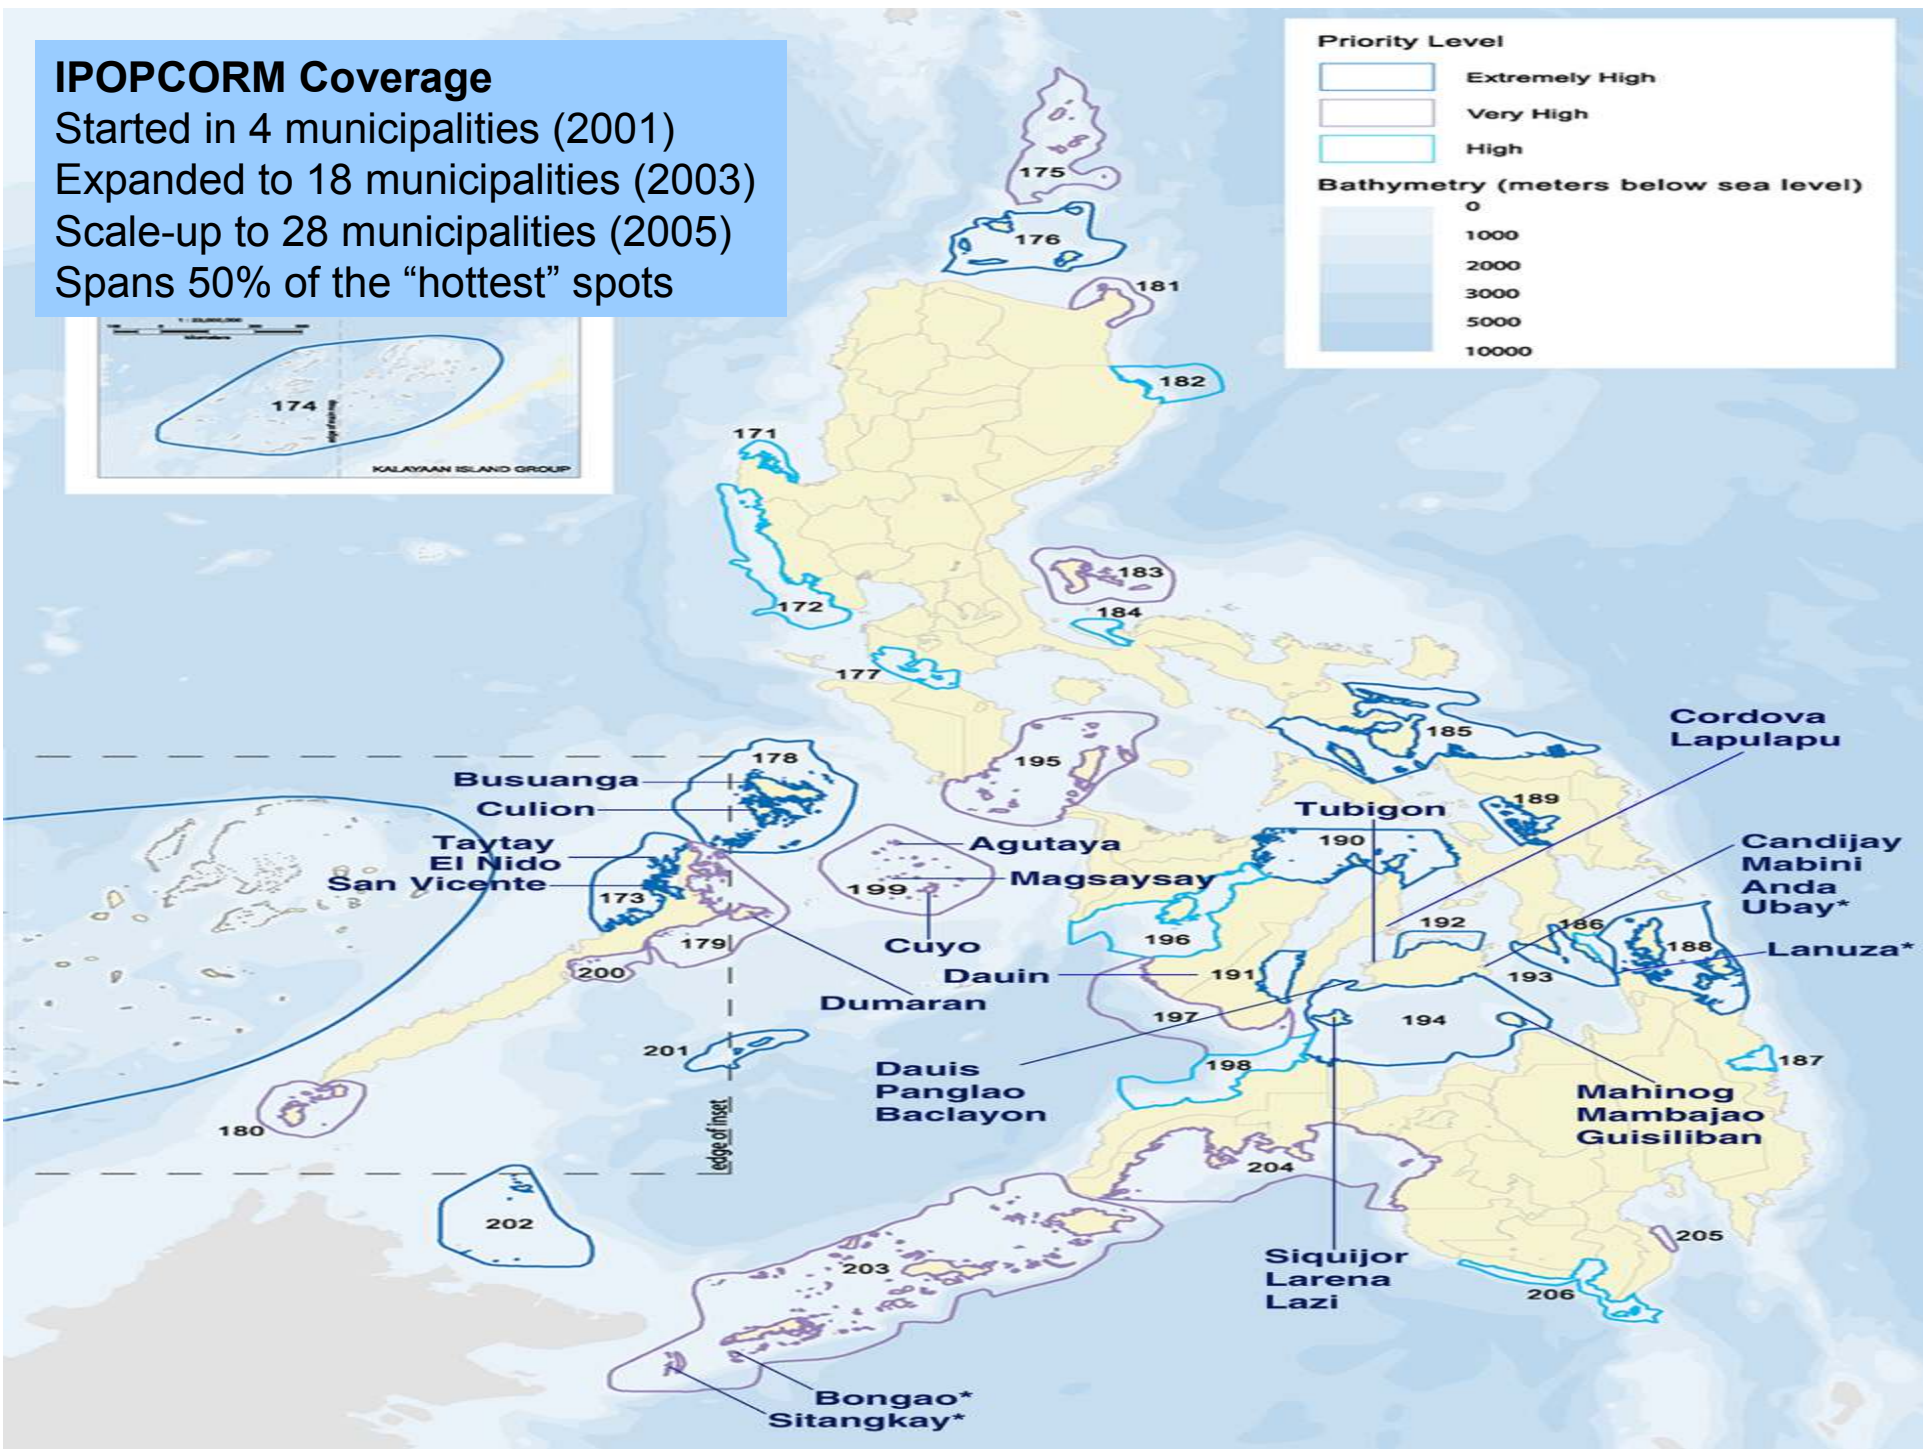 IPOPCORM Coverage
Started in 4 municipalities (2001)
Expanded to 18 municipalities (2003)
Scale-up to 28 municipalities (2005)
Spans 50% of the “hottest” spots
Priority Level
Extremely High
Very High
High
Bathymetry (meters below sea level)
0
1000
2000
3000
5000
10000
kilometers
174
KALAYAAN ISLAND GROUP
175
176
181
182
171
172
183
184
177
185
178
195
189
190
Busuanga
Culion
Taytay
El Nido
San Vicente
173
179
200
199
Agutaya
Magsaysay
Cuyo
Dauin
Dumaran
Cordova
Lapulapu
Tubigon
Candijay
Mabini
Anda
Ubay*
Lanuza*
192
186
188
193
196
191
197
194
198
187
201
180
202
edge of inset
Dauis
Panglao
Baclayon
Mahinog
Mambajao
Guisiliban
204
203
205
206
Siquijor
Larena
Lazi
Bongao*
Sitangkay*